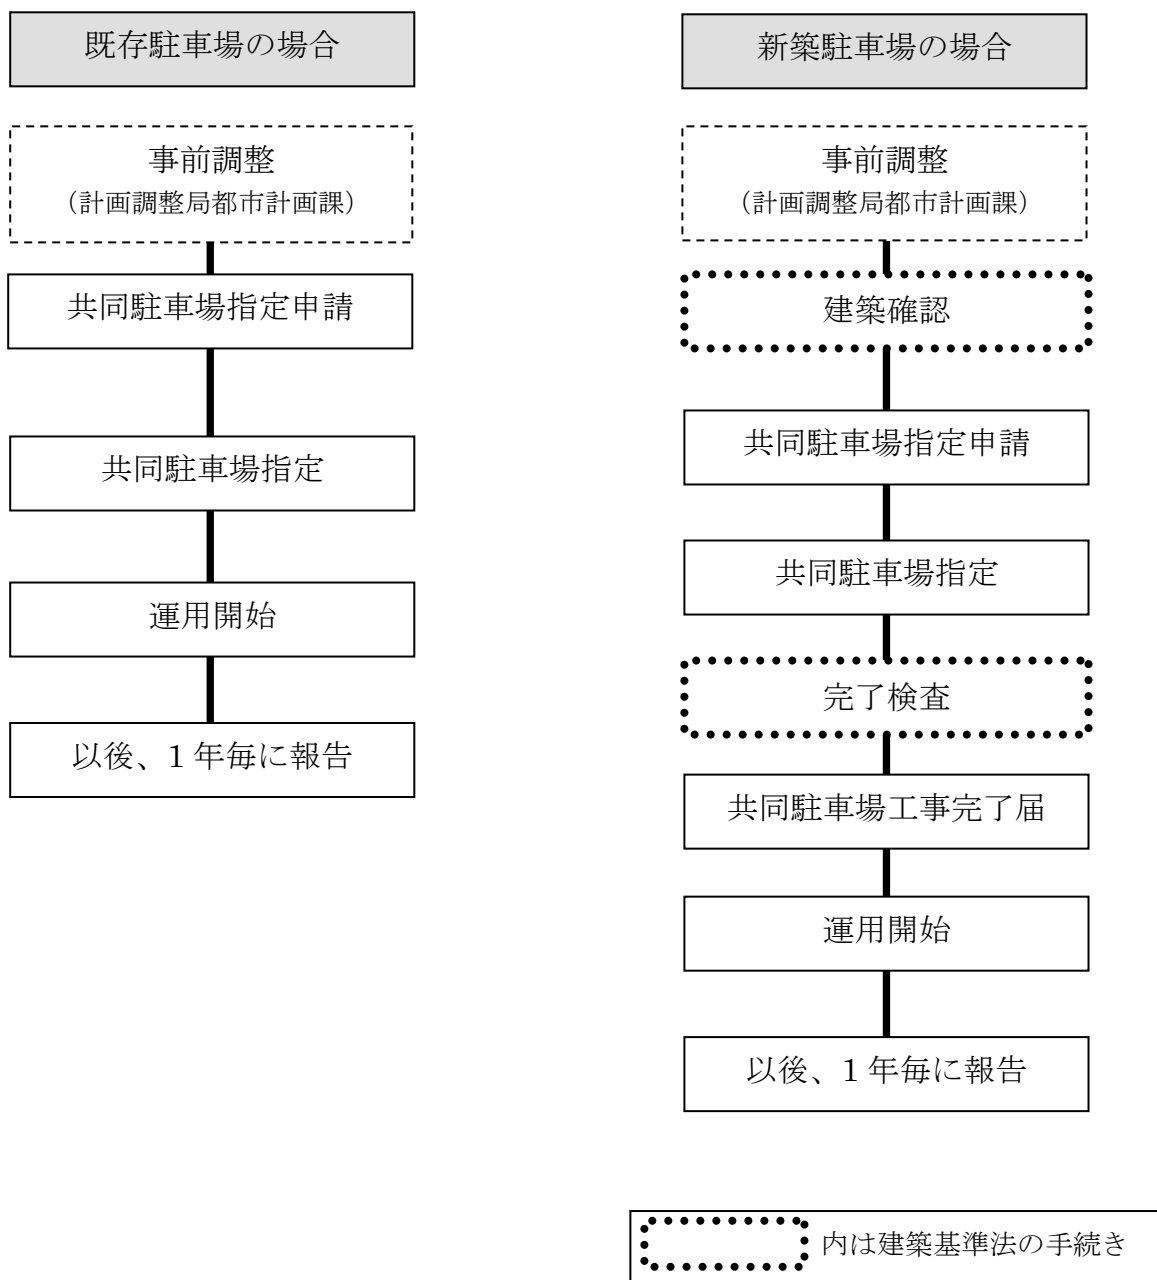 既存駐車場の場合
事前調整
（計画調整局都市計画課）
共同駐車場指定申請
共同駐車場指定
運用開始
以後、1年毎に報告
新築駐車場の場合
事前調整
（計画調整局都市計画課）
建築確認
共同駐車場指定申請
共同駐車場指定
完了検査
共同駐車場工事完了届
運用開始
以後、1年毎に報告
内は建築基準法の手続き